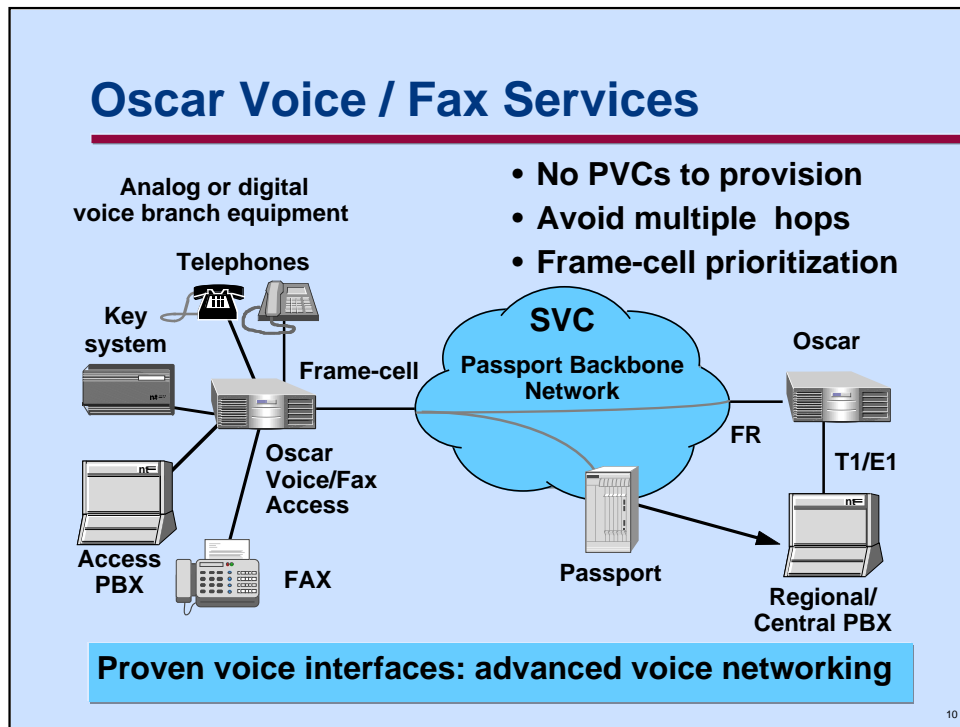 Oscar Voice / Fax Services
Analog or digital
voice branch equipment
• No PVCs to provision
• Avoid multiple hops
• Frame-cell prioritization
Telephones
Key
system
Frame-cell
SVC
Passport Backbone
Network
Oscar
FR
T1/E1
Oscar
Voice/Fax
Access
Access
PBX
FAX
Passport
Regional/
Central PBX
Proven voice interfaces: advanced voice networking
10